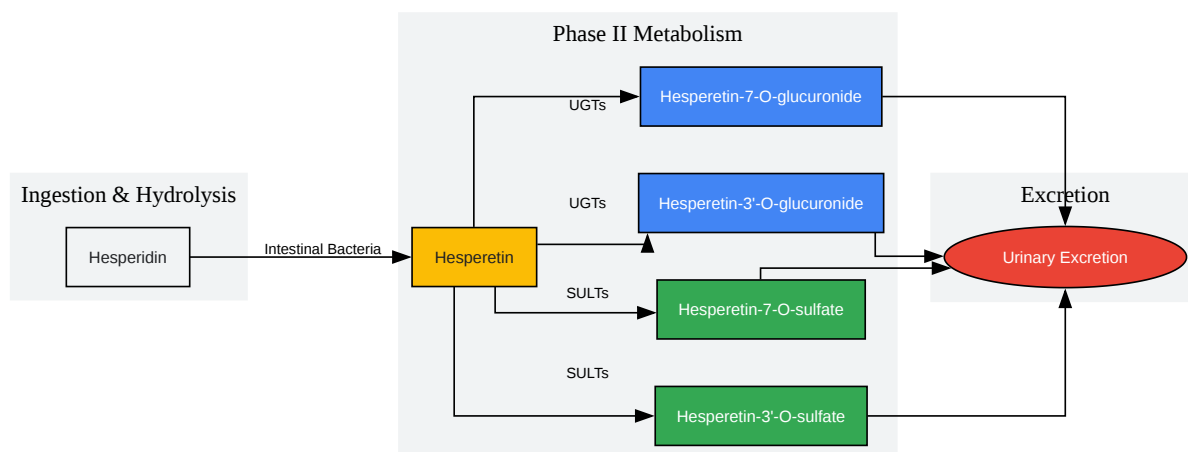 Phase II Metabolism
Hesperetin-7-O-glucuronide
UGTs
Ingestion & Hydrolysis
Excretion
UGTs
Hesperetin-3'-O-glucuronide
Hesperidin
Intestinal Bacteria
Hesperetin
Urinary Excretion
SULTs
Hesperetin-7-O-sulfate
SULTs
Hesperetin-3'-O-sulfate